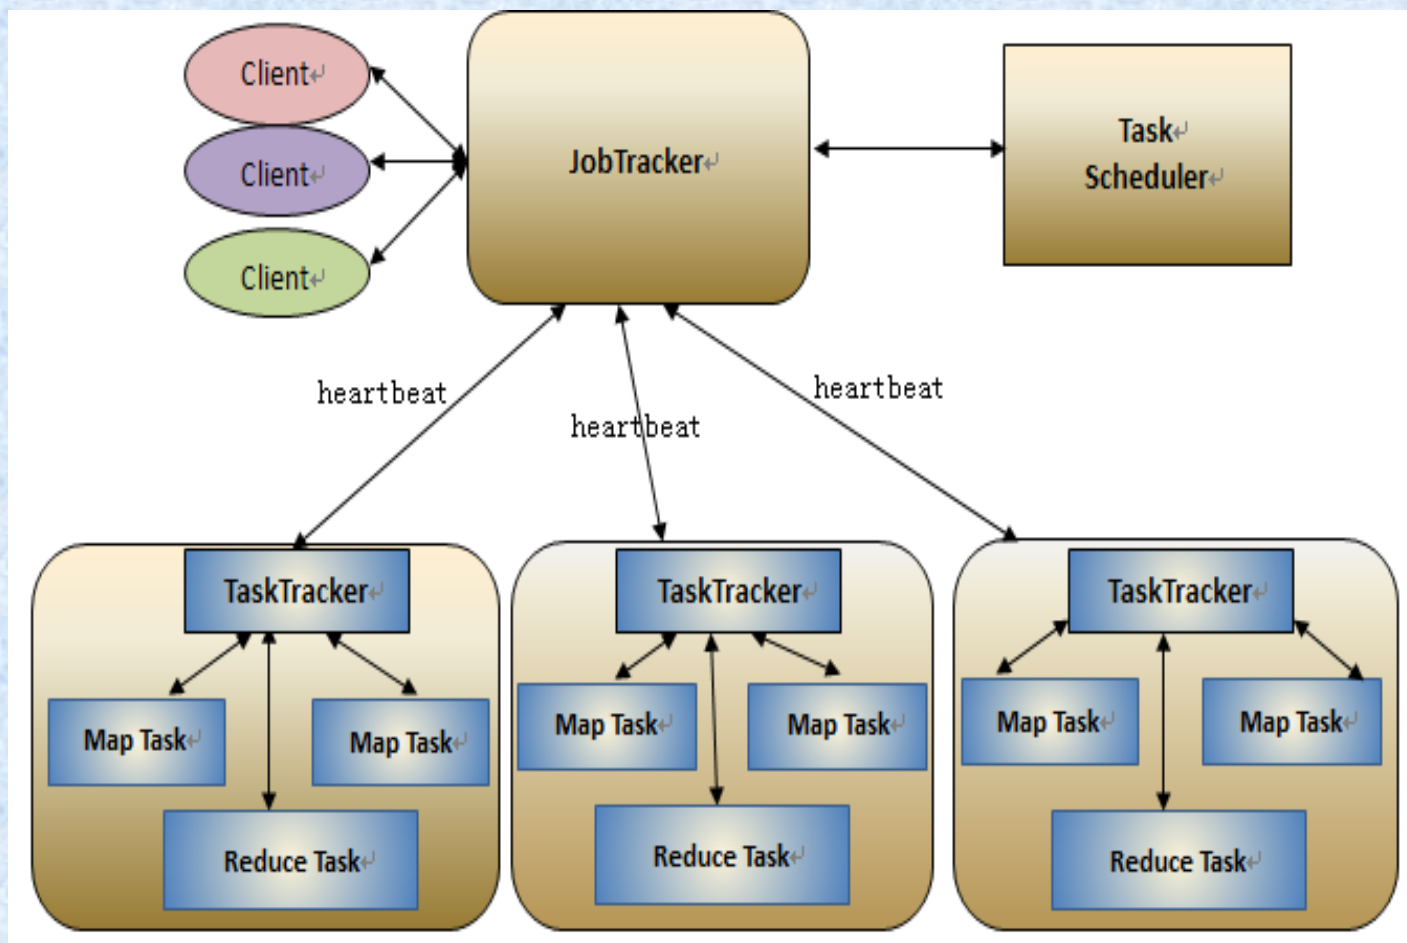 Client
Client
Client
JobTracker
Task
Scheduler
heartbeat
heartbeat
heartbeat
TaskTracker
Map Task
Map Task
Reduce Task
TaskTracker
Map Task
Map Task
Reduce Task
TaskTracker
Map Task
Map Task
Reduce Task